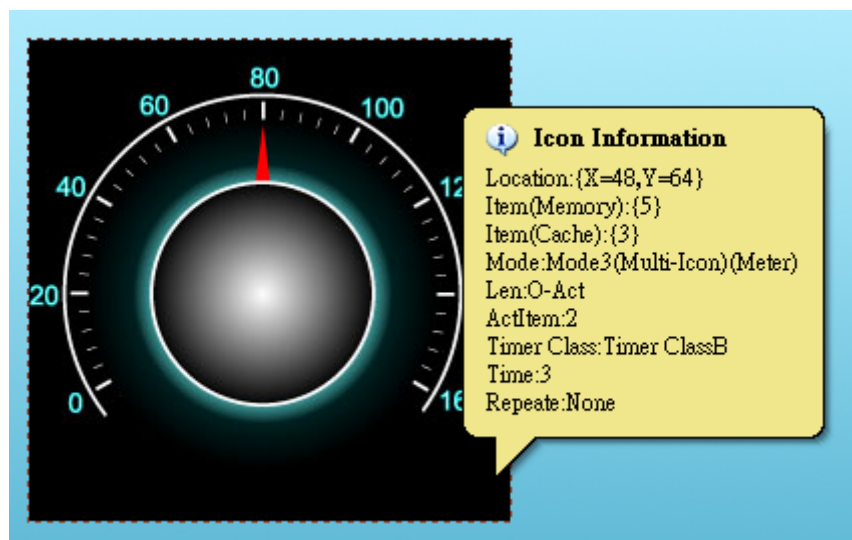 80
60
100
40
20
0
Icon Information
Location:{X=48,Y=64}
Item(Memory):{5}
Item(Cache):{3}
Mode:Mode3(Multi-Icon)(Meter)
Len:O-Act
ActItem:2
Timer Class:Timer ClassB
Time:3
Repeate:None